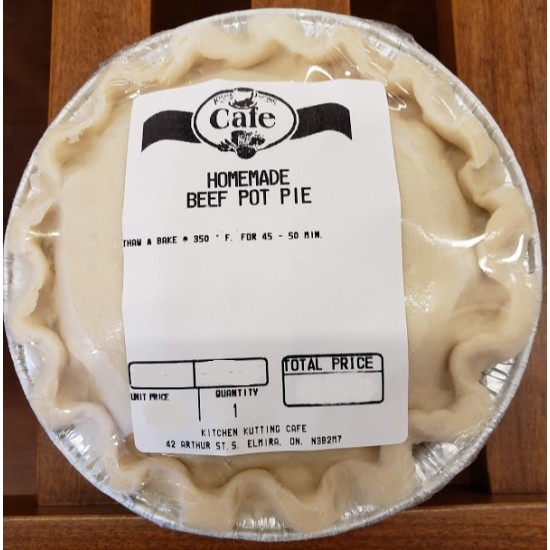 Cafe
HOMEMADE
BEEF POT PIE
THAW & BAKE @ 350 ° F. FOR 45 - 50 MIN.
TOTAL PRICE
UNIT PRICE
QUANTITY
1
KITCHEN KUTTING CAFE
42 ARTHUR ST. S. ELMIRA, ON. N3B2M7